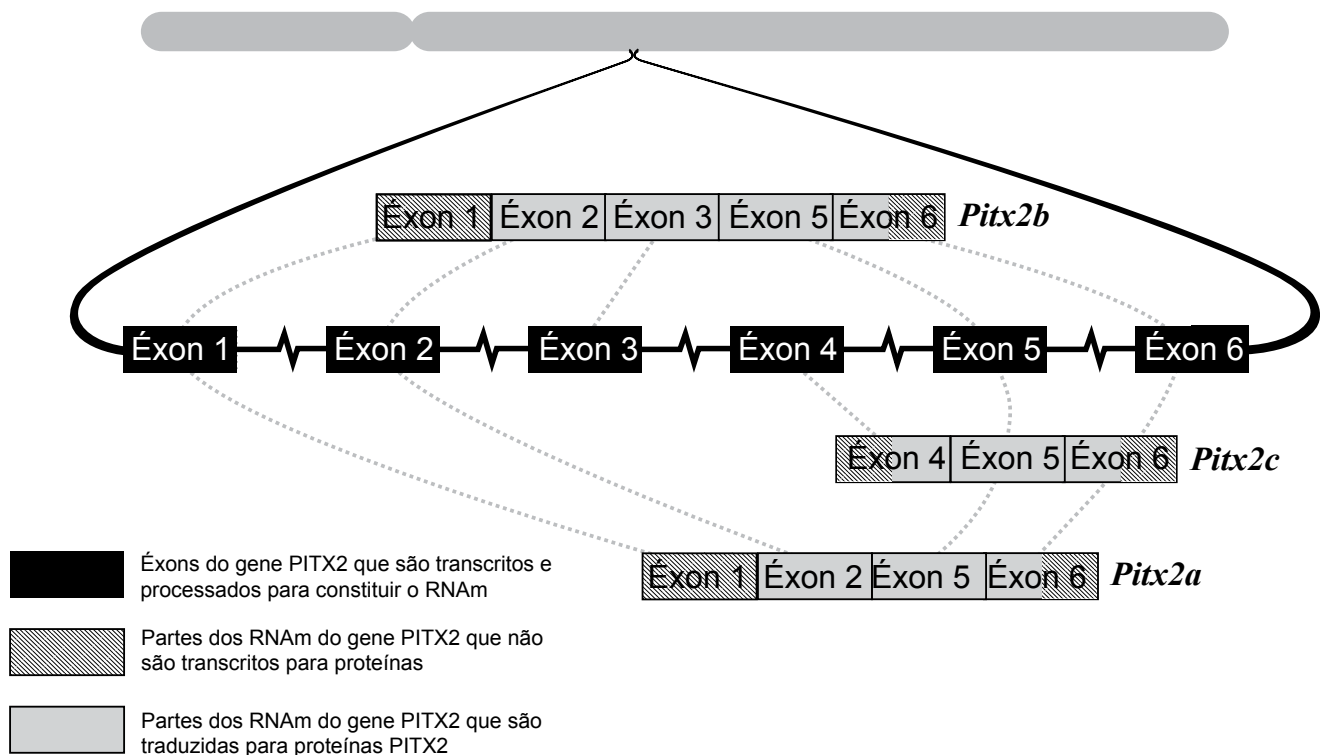 Éxon 1 Éxon 2 Éxon 3 Éxon 5 Éxon 6 Pitx2b
Éxon 1 Éxon 2 Éxon 3 Éxon 4 Éxon 5 Éxon 6
Éxon 4 Éxon 5 Éxon 6 Pitx2c
Éxon 1 Éxon 2 Éxon 5 Éxon 6 Pitx2a
Éxons do gene PITX2 que são transcritos e
processados para constituir o RNAm
Partes dos RNAm do gene PITX2 que não
são transcritos para proteínas
Partes dos RNAm do gene PITX2 que são
traduzidas para proteínas PITX2